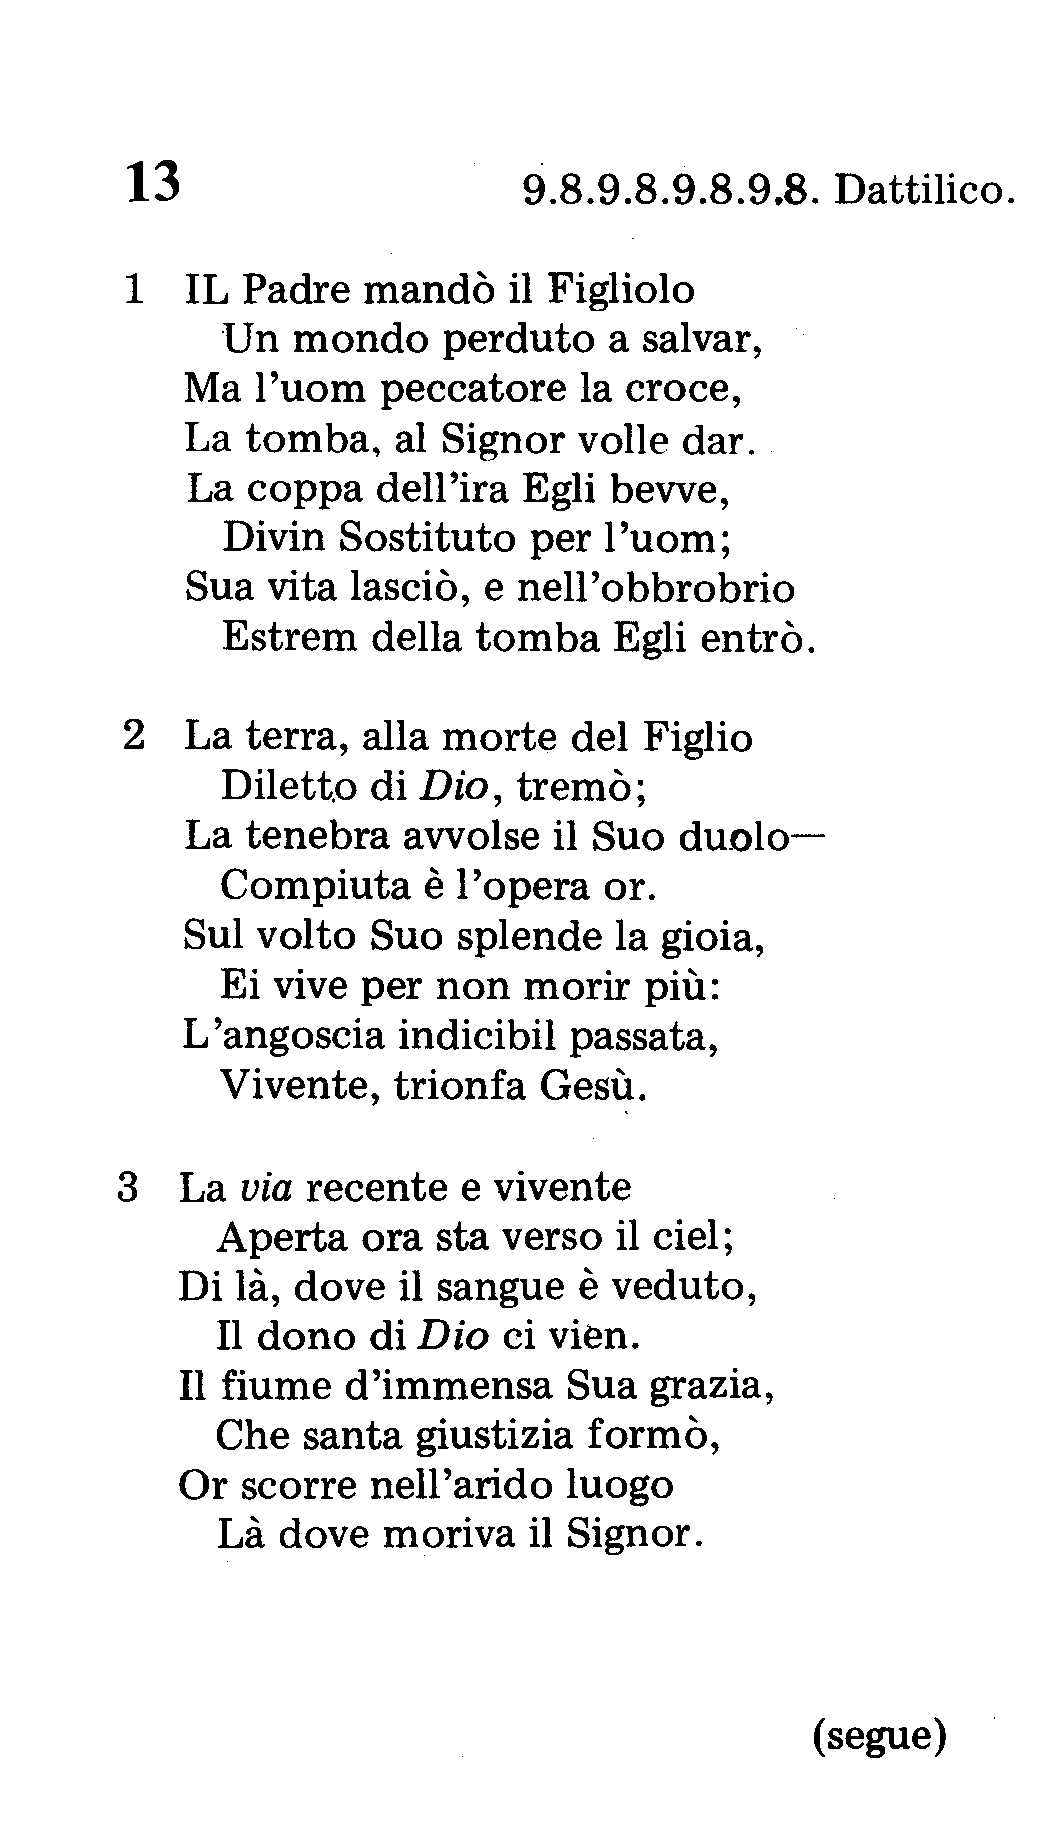 13 9.8.9.8.9.8.9.8. Dattilico.
1 IL Padre mandò il Figliolo
Un mondo perduto a salvar,
Ma l'uom peccatore la croce,
La tomba, al Signor volle dar.
La coppa dell'ira Egli bevve,
Divin Sostituto per l'uom;
Sua vita lasciò, e nell'obbrobrio
Estrem della tomba Egli entrò.
2 La terra, alla morte del Figlio
Diletto di Dio, tremò;
La tenebra avvolse il Suo duolo—
Compiuta è l'opera or.
Sul volto Suo splende la gioia,
Ei vive per non morir più:
L'angoscia indicibil passata,
Vivente, trionfa Gesù.
3 La via recente e vivente
Aperta ora sta verso il ciel;
Di là, dove il sangue è veduto,
Il dono di Dio ci vien.
Il fiume d'immensa Sua grazia,
Che santa giustizia formò,
Or scorre nell'arido luogo
Là dove moriva il Signor.
(segue)